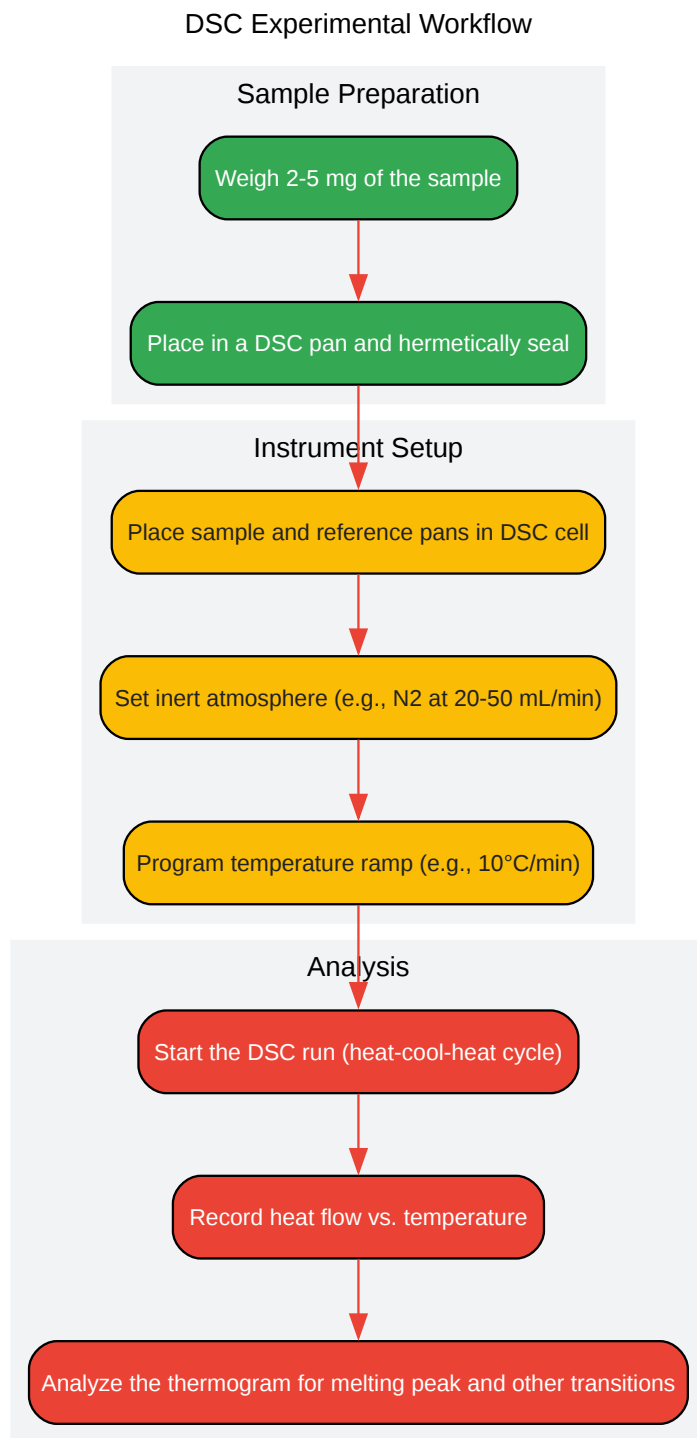 DSC Experimental Workflow
Sample Preparation
Weigh 2-5 mg of the sample
Place in a DSC pan and hermetically seal
Instrument Setup
Place sample and reference pans in DSC cell
Set inert atmosphere (e.g., N2 at 20-50 mL/min)
Program temperature ramp (e.g., 10°C/min)
Analysis
Start the DSC run (heat-cool-heat cycle)
Record heat flow vs. temperature
Analyze the thermogram for melting peak and other transitions